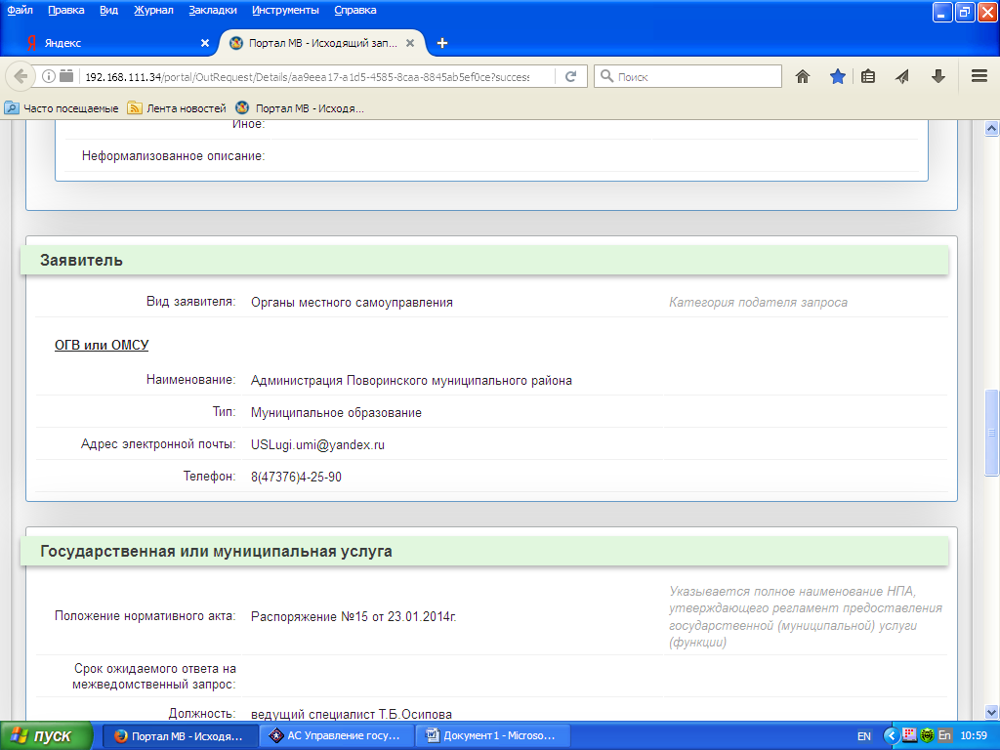 Файл Правка Вид Журнал Закладки Инструменты Справка
Яндекс
Портал МВ - Исходящий зап...
192.168.111.34/portal/OutRequest/Details/aa9eea17-a1d5-4585-8caa-8845ab5ef0ce?success
Поиск
Часто посещаемые Лента новостей Портал МВ - Исходя...
Иное:
Неформализованное описание:
Заявитель
Вид заявителя: Органы местного самоуправления Категория подателя запроса
ОГВ или ОМСУ
Наименование: Администрация Поворинского муниципального района
Тип: Муниципальное образование
Адрес электронной почты: USLugi.umi@yandex.ru
Телефон: 8(47376)4-25-90
Государственная или муниципальная услуга
Положение нормативного акта: Распоряжение №15 от 23.01.2014г.
Указывается полное наименование НПА,
утверждающего регламент предоставления
государственной (муниципальной) услуги
(функции)
Срок ожидаемого ответа на
межведомственный запрос:
Должность: ведущий специалист Т.Б.Осипова
пуск Портал МВ - Исходя... АС Управление госу... Документ1 - Microso... EN En 10:59